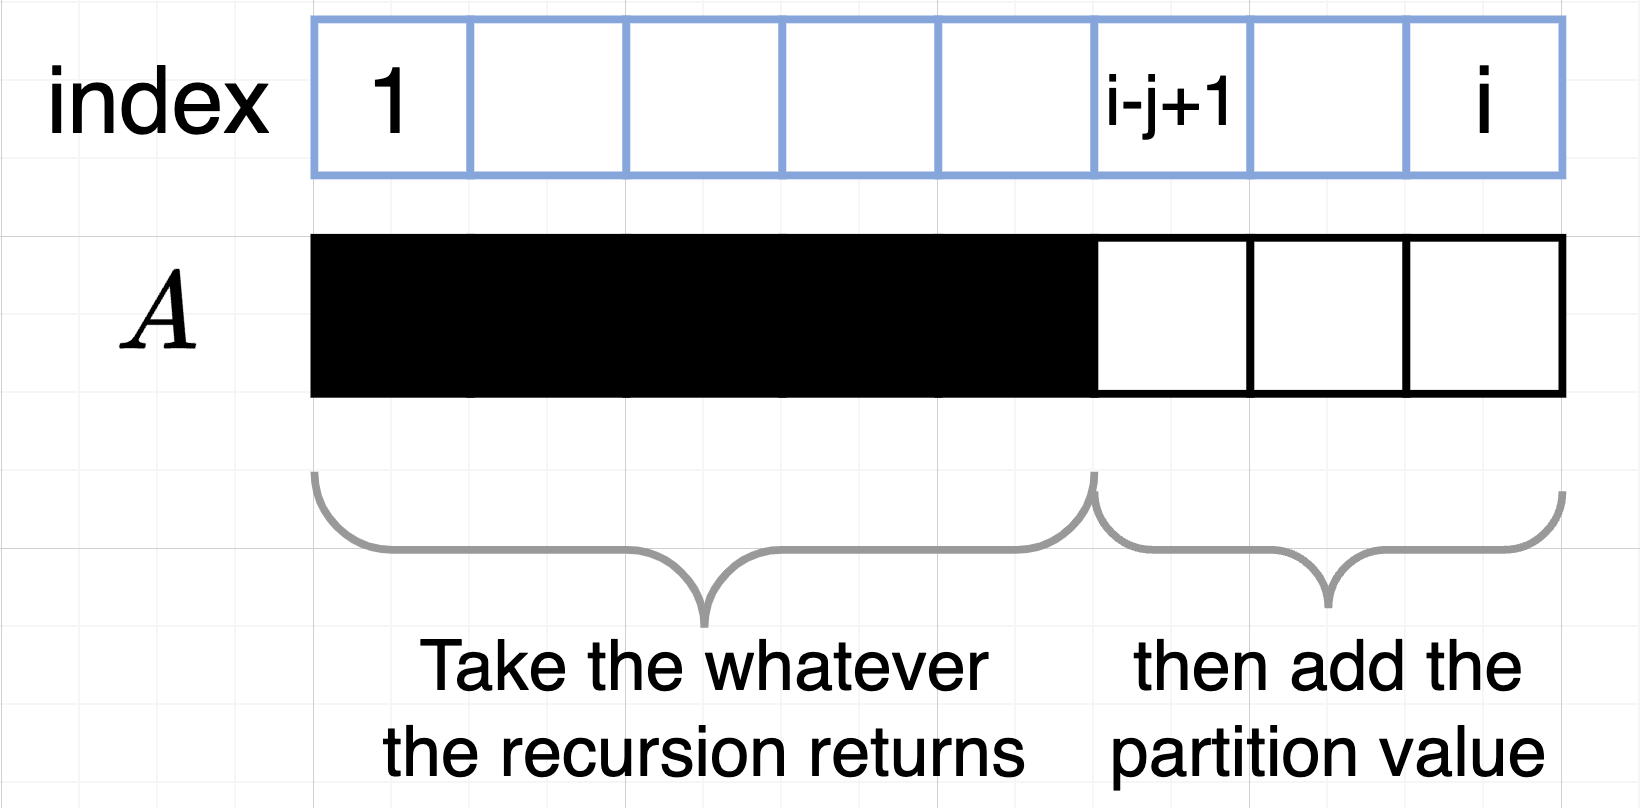 index 1 i-j+1 i
A
Take the whatever
the recursion returns
then add the
partition value